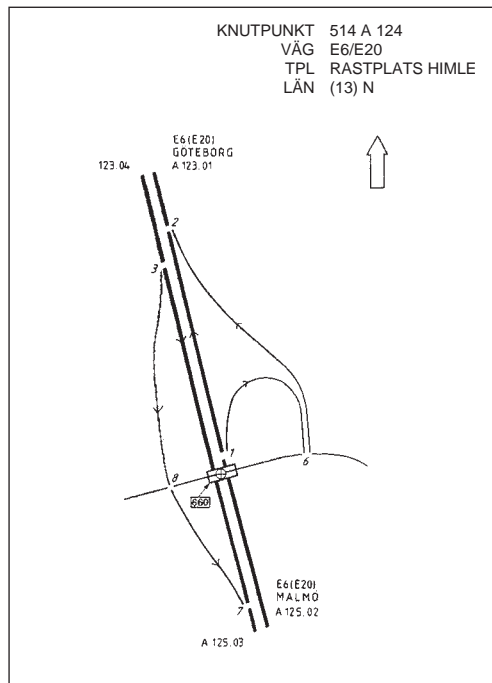 KNUTPUNKT 514 A 124
VÄG E6/E20
TPL RASTPLATS HIMLE
LÄN (13) N
E6(E20)
GÖTEBORG
123.04 A 123.01
2
3
1
6
8
660
E6(E20)
MALMÖ
7 A 125.02
A 125.03